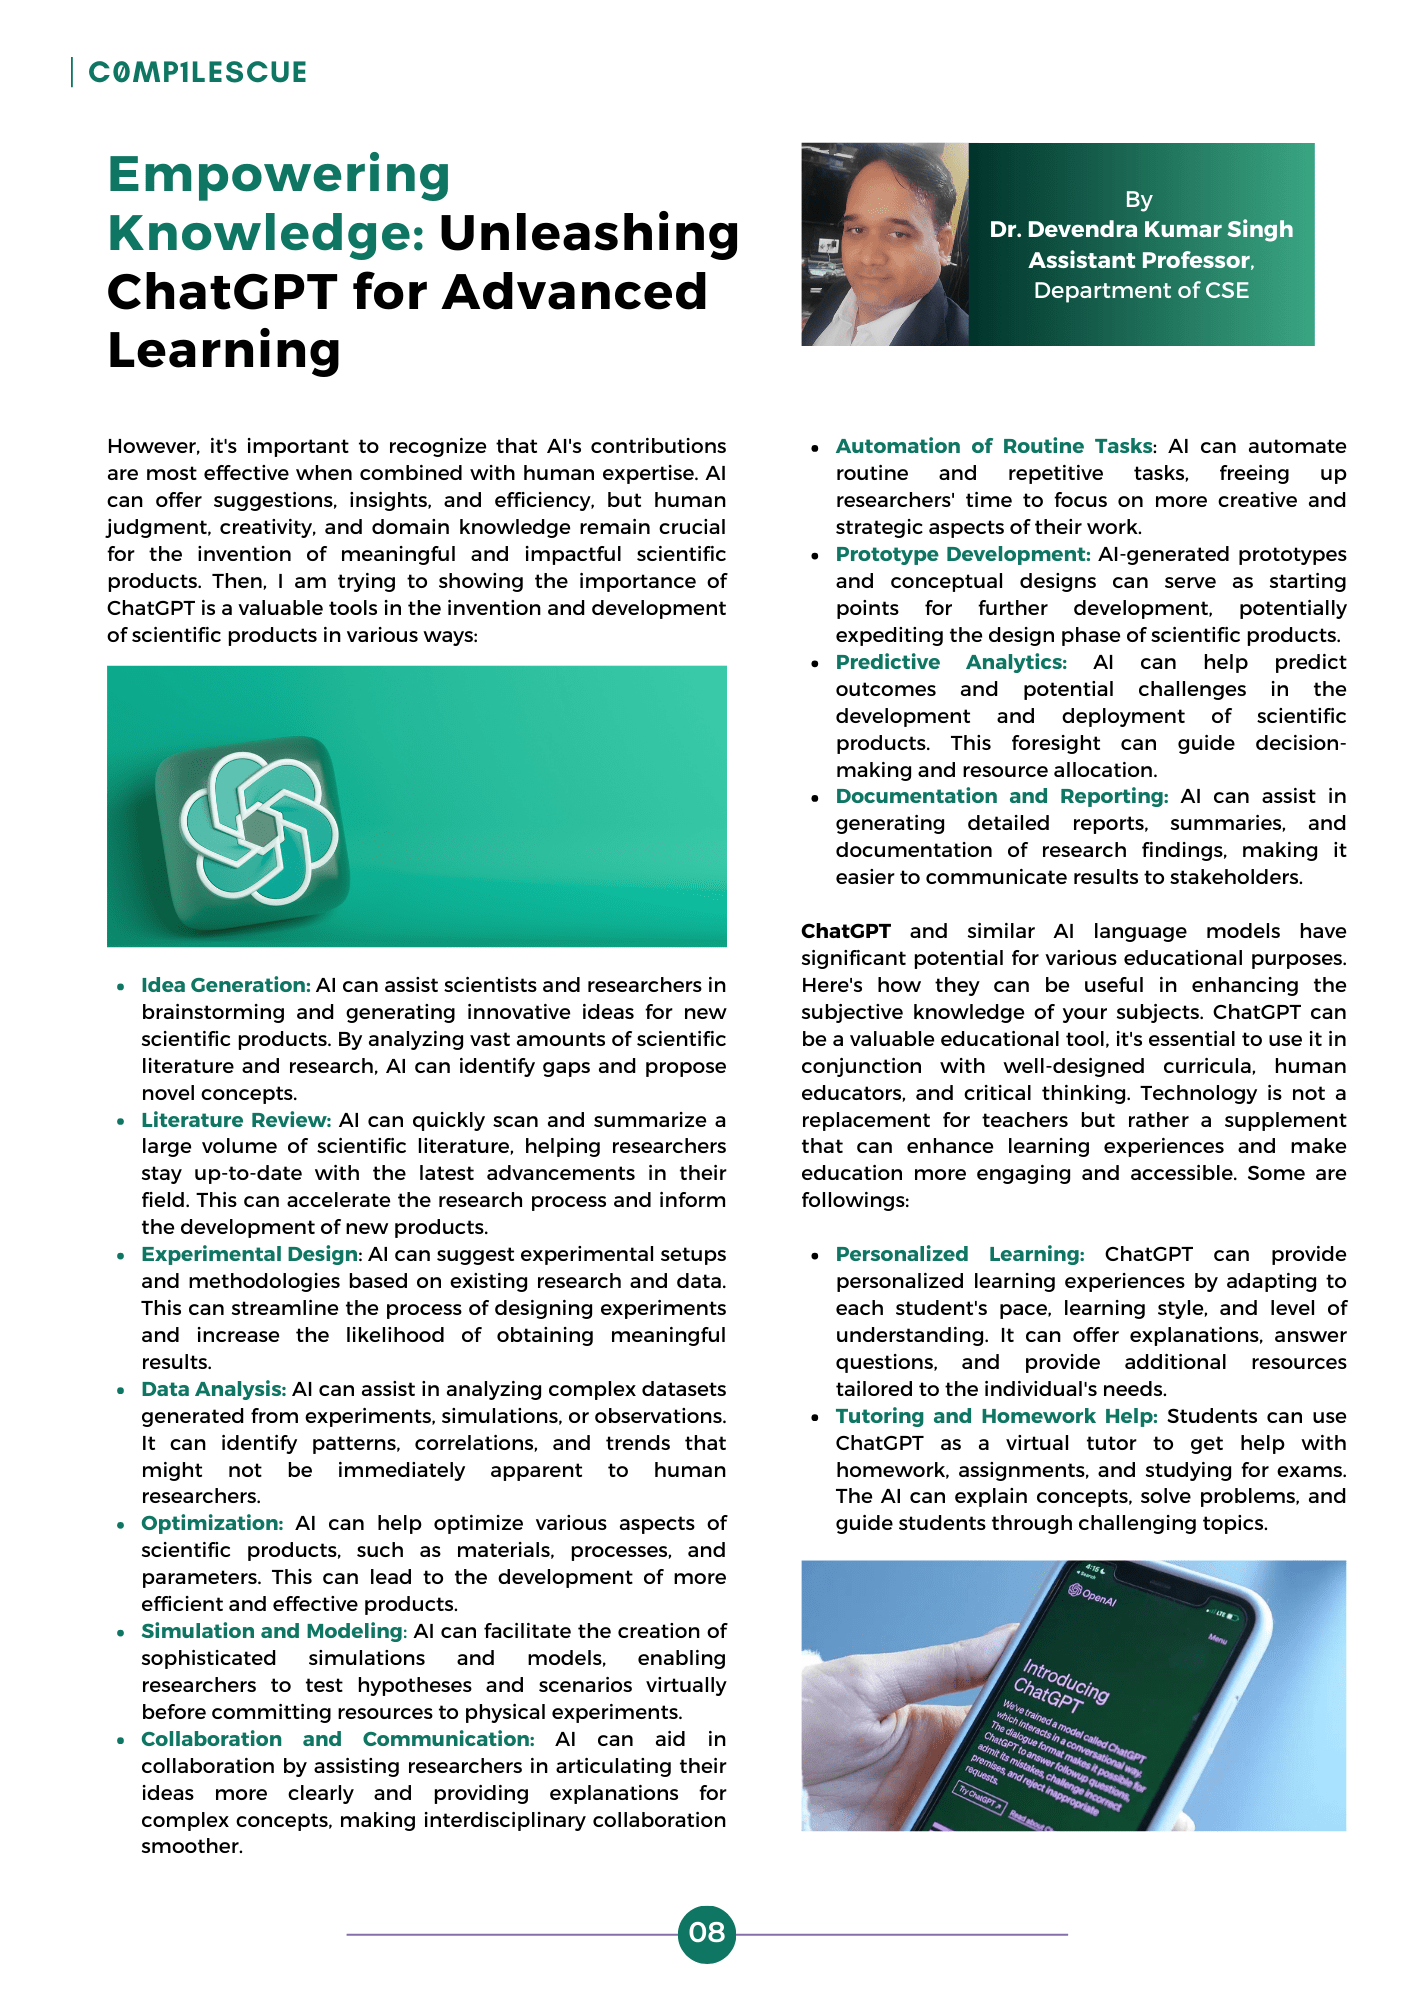 C0MP1LESCUE
Empowering
Knowledge: Unleashing
ChatGPT for Advanced
Learning
By
Dr. Devendra Kumar Singh
Assistant Professor,
Department of CSE
However, it's important to recognize that AI's contributions
are most effective when combined with human expertise. AI
can offer suggestions, insights, and efficiency, but human
judgment, creativity, and domain knowledge remain crucial
for the invention of meaningful and impactful scientific
products. Then, I am trying to showing the importance of
ChatGPT is a valuable tools in the invention and development
of scientific products in various ways:
• Idea Generation: AI can assist scientists and researchers in
brainstorming and generating innovative ideas for new
scientific products. By analyzing vast amounts of scientific
literature and research, AI can identify gaps and propose
novel concepts.
• Literature Review: AI can quickly scan and summarize a
large volume of scientific literature, helping researchers
stay up-to-date with the latest advancements in their
field. This can accelerate the research process and inform
the development of new products.
• Experimental Design: AI can suggest experimental setups
and methodologies based on existing research and data.
This can streamline the process of designing experiments
and increase the likelihood of obtaining meaningful
results.
• Data Analysis: AI can assist in analyzing complex datasets
generated from experiments, simulations, or observations.
It can identify patterns, correlations, and trends that
might not be immediately apparent to human
researchers.
• Optimization: AI can help optimize various aspects of
scientific products, such as materials, processes, and
parameters. This can lead to the development of more
efficient and effective products.
• Simulation and Modeling: AI can facilitate the creation of
sophisticated simulations and models, enabling
researchers to test hypotheses and scenarios virtually
before committing resources to physical experiments.
• Collaboration and Communication: AI can aid in
collaboration by assisting researchers in articulating their
ideas more clearly and providing explanations for
complex concepts, making interdisciplinary collaboration
smoother.
• Automation of Routine Tasks: AI can automate
routine and repetitive tasks, freeing up
researchers' time to focus on more creative and
strategic aspects of their work.
• Prototype Development: AI-generated prototypes
and conceptual designs can serve as starting
points for further development, potentially
expediting the design phase of scientific products.
• Predictive Analytics: AI can help predict
outcomes and potential challenges in the
development and deployment of scientific
products. This foresight can guide decision-
making and resource allocation.
• Documentation and Reporting: AI can assist in
generating detailed reports, summaries, and
documentation of research findings, making it
easier to communicate results to stakeholders.
ChatGPT and similar AI language models have
significant potential for various educational purposes.
Here's how they can be useful in enhancing the
subjective knowledge of your subjects. ChatGPT can
be a valuable educational tool, it's essential to use it in
conjunction with well-designed curricula, human
educators, and critical thinking. Technology is not a
replacement for teachers but rather a supplement
that can enhance learning experiences and make
education more engaging and accessible. Some are
followings:
• Personalized Learning: ChatGPT can provide
personalized learning experiences by adapting to
each student's pace, learning style, and level of
understanding. It can offer explanations, answer
questions, and provide additional resources
tailored to the individual's needs.
• Tutoring and Homework Help: Students can use
ChatGPT as a virtual tutor to get help with
homework, assignments, and studying for exams.
The AI can explain concepts, solve problems, and
guide students through challenging topics.
4:15
Search
LTE
OpenAI
Menu
Introducing
ChatGPT
We've trained a model called ChatGPT
which interacts in a conversational way.
The dialogue format makes it possible for
ChatGPT to answer followup questions,
admit its mistakes, challenge incorrect
premises, and reject inappropriate
requests.
Try ChatGPT
Read about
08